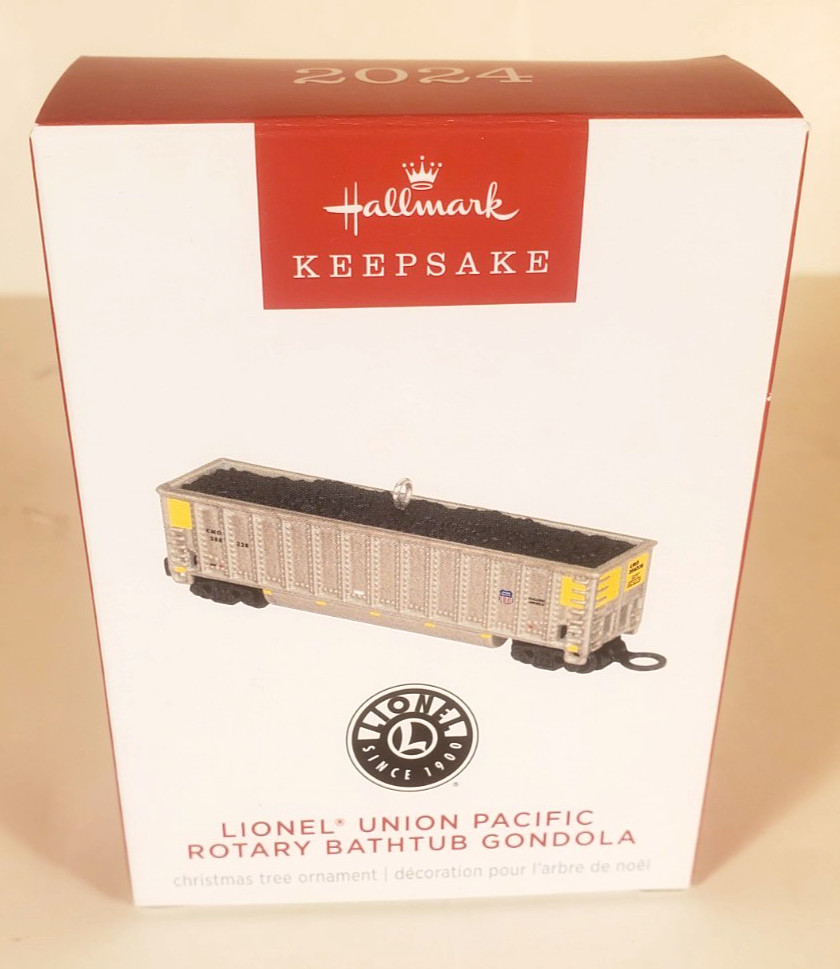 2024
Hallmark
KEEPSAKE
CMO
LIONEL
L
SINCE 1900
®
LIONEL® UNION PACIFIC
ROTARY BATHTUB GONDOLA
christmas tree ornament | décoration pour l'arbre de noël